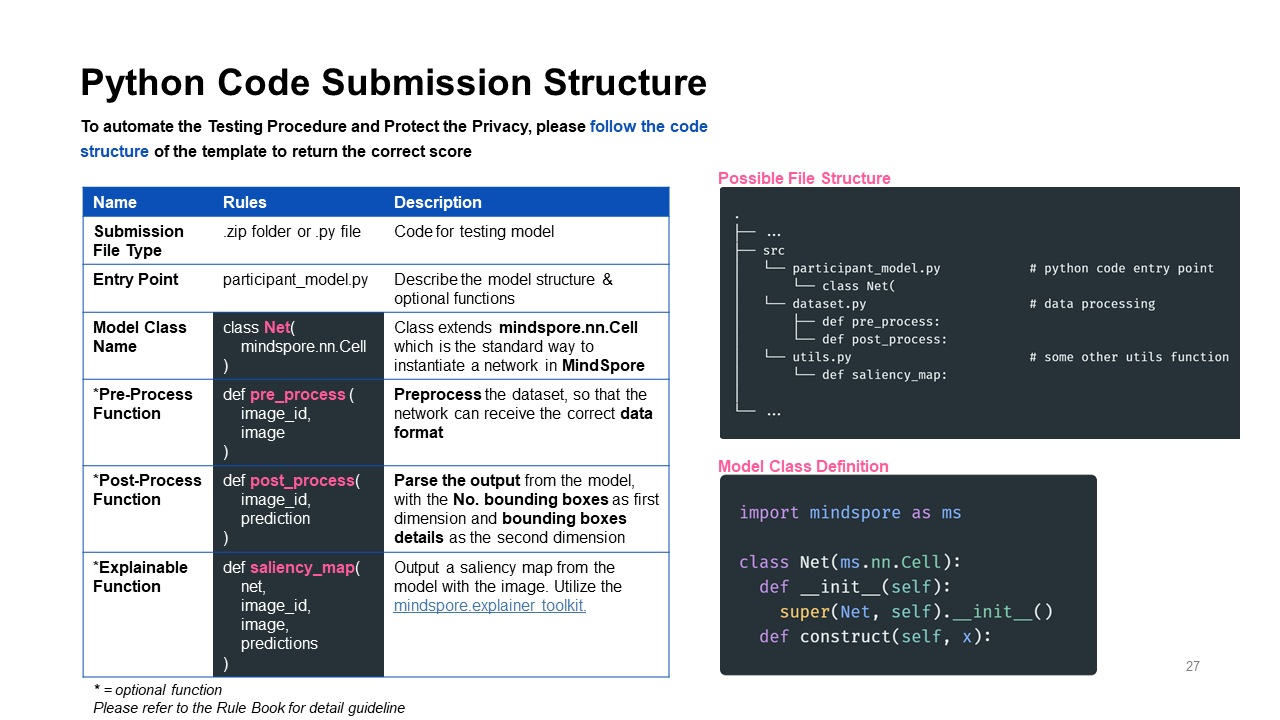 Python Code Submission Structure
To automate the Testing Procedure and Protect the Privacy, please follow the code
structure of the template to return the correct score
Name Rules Description
Submission
File Type
.zip folder or .py file
Code for testing model
Entry Point
participant_model.py
Describe the model structure &
optional functions
Model Class
Name
class Net(
mindspore.nn.Cell
)
Class extends mindspore.nn.Cell
which is the standard way to
instantiate a network in MindSpore
*Pre-Process
Function
def pre_process (
image_id,
image
)
Preprocess the dataset, so that the
network can receive the correct data
format
*Post-Process
Function
def post_process(
image_id,
prediction
)
Parse the output from the model,
with the No. bounding boxes as first
dimension and bounding boxes
details as the second dimension
*Explainable
Function
def saliency_map(
net,
image_id,
image,
predictions
)
Output a saliency map from the
model with the image. Utilize the
mindspore.explainer toolkit.
* = optional function
Please refer to the Rule Book for detail guideline
Possible File Structure
.
├── ...
├── src
│   └── participant_model.py # python code entry point
│       └── class Net(
│   └── dataset.py # data processing
│       ├── def pre_process:
│       └── def post_process:
│   └── utils.py # some other utils function
│       └── def saliency_map:
│
└── ...
Model Class Definition
import mindspore as ms
class Net(ms.nn.Cell):
def __init__(self):
super(Net, self).__init__()
def construct(self, x):
27